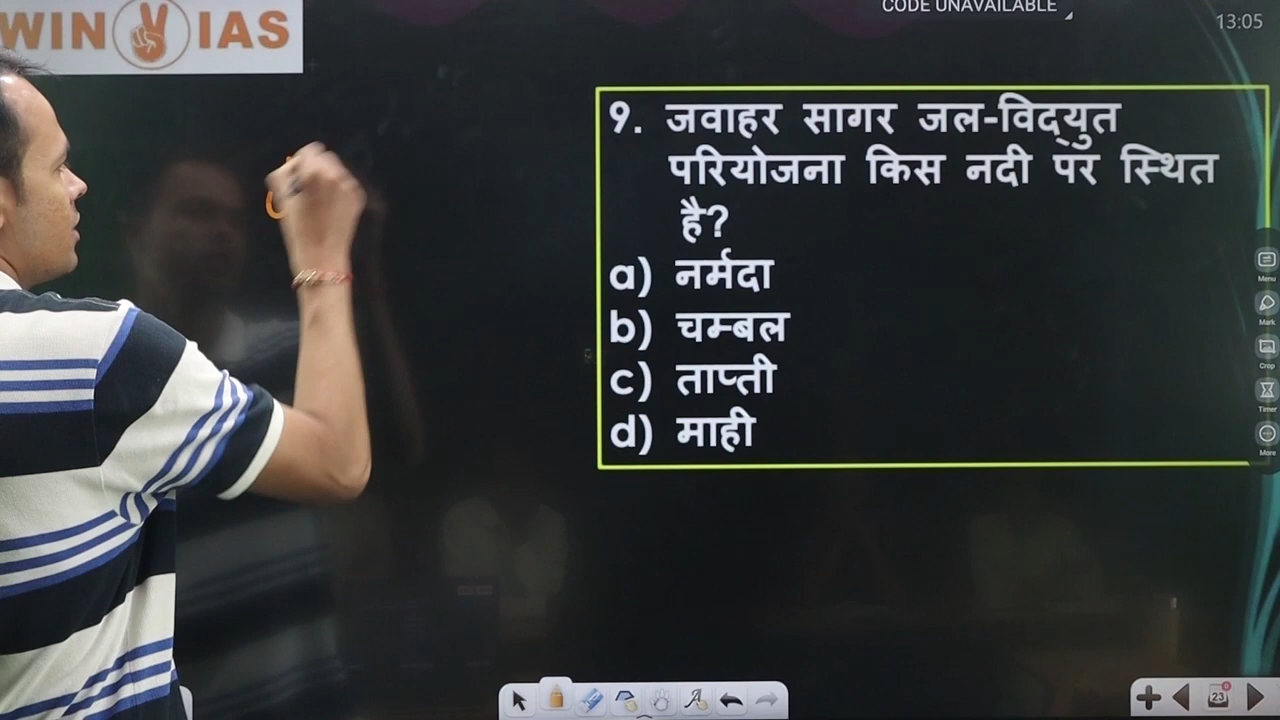 WIN IAS
CODE UNAVAILABLE
13:05
9. जवाहर सागर जल-विद्युत
परियोजना किस नदी पर स्थित
है?
a) नर्मदा
b) चम्बल
c) ताप्ती
d) माही
Menu
Mark
Crop
Timer
More
23